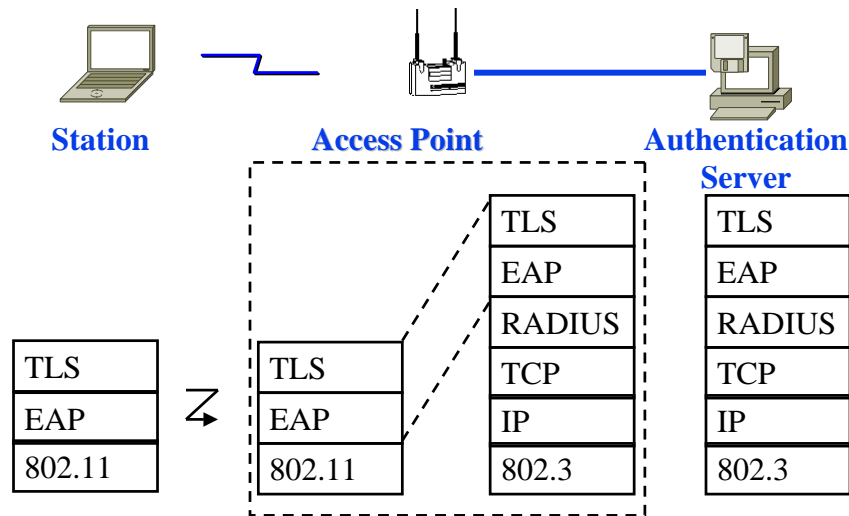 Station
Access Point
Authentication
Server
TLS
EAP
802.11
TLS
EAP
802.11
TLS
EAP
RADIUS
TCP
IP
802.3
TLS
EAP
RADIUS
TCP
IP
802.3